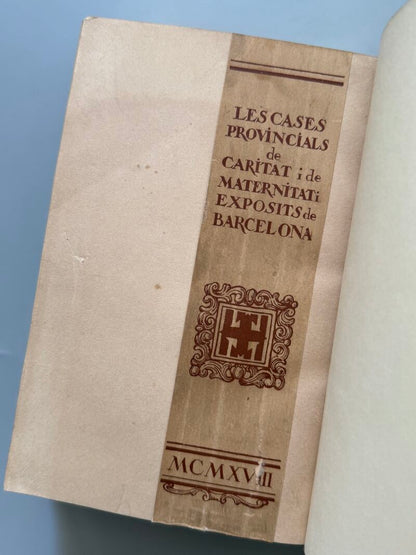 LES CASES
PROVINCIALS
de
CARITAT i de
MATERNITAT i
EXPOSITS de
BARCELONA
MCMXVIII